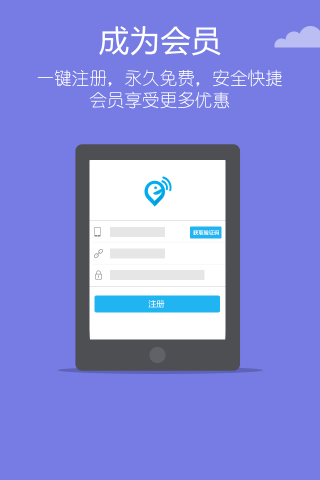 成为会员
一键注册，永久免费，安全快捷
会员享受更多优惠
获取验证码
注册